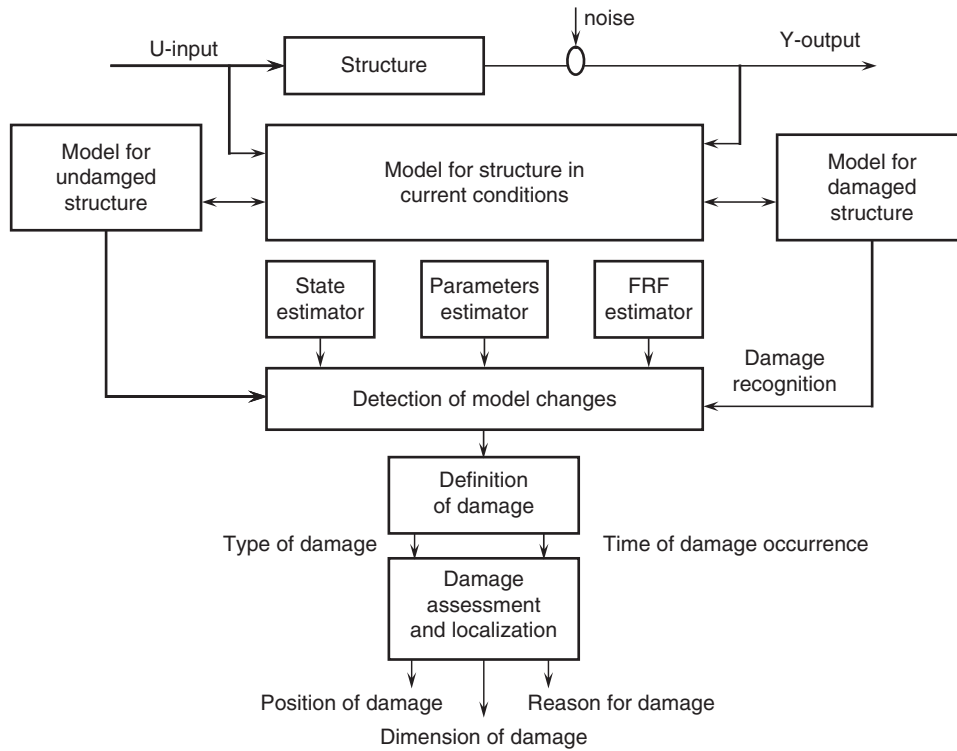 noise
U-input
Y-output
Structure
Model for
undamged
structure
Model for structure in
current conditions
Model for
damaged
structure
State
estimator
Parameters
estimator
FRF
estimator
Damage
recognition
Detection of model changes
Definition
of damage
Type of damage
Time of damage occurrence
Damage
assessment
and localization
Position of damage
Reason for damage
Dimension of damage